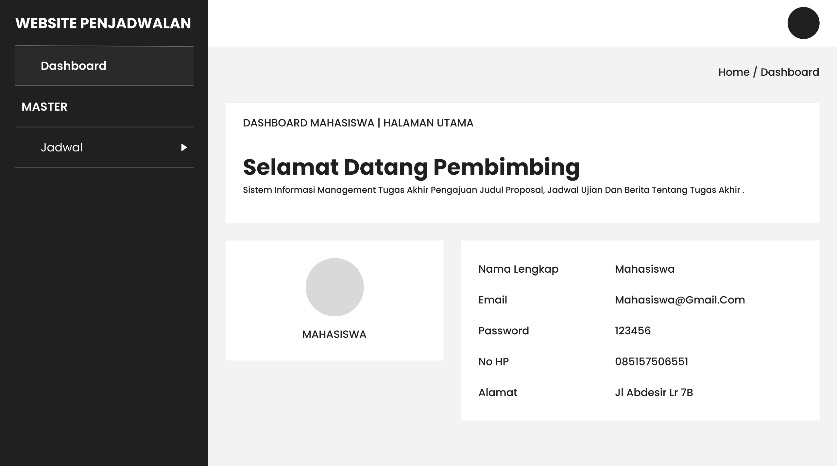 WEBSITE PENJADWALAN
Dashboard
MASTER
Jadwal
Home / Dashboard
DASHBOARD MAHASISWA | HALAMAN UTAMA
Selamat Datang Pembimbing
Sistem Informasi Management Tugas Akhir Pengajuan Judul Proposal, Jadwal Ujian Dan Berita Tentang Tugas Akhir .
MAHASISWA
Nama Lengkap Mahasiswa
Email Mahasiswa@Gmail.Com
Password 123456
No HP 085157506551
Alamat Jl Abdesir Lr 7B